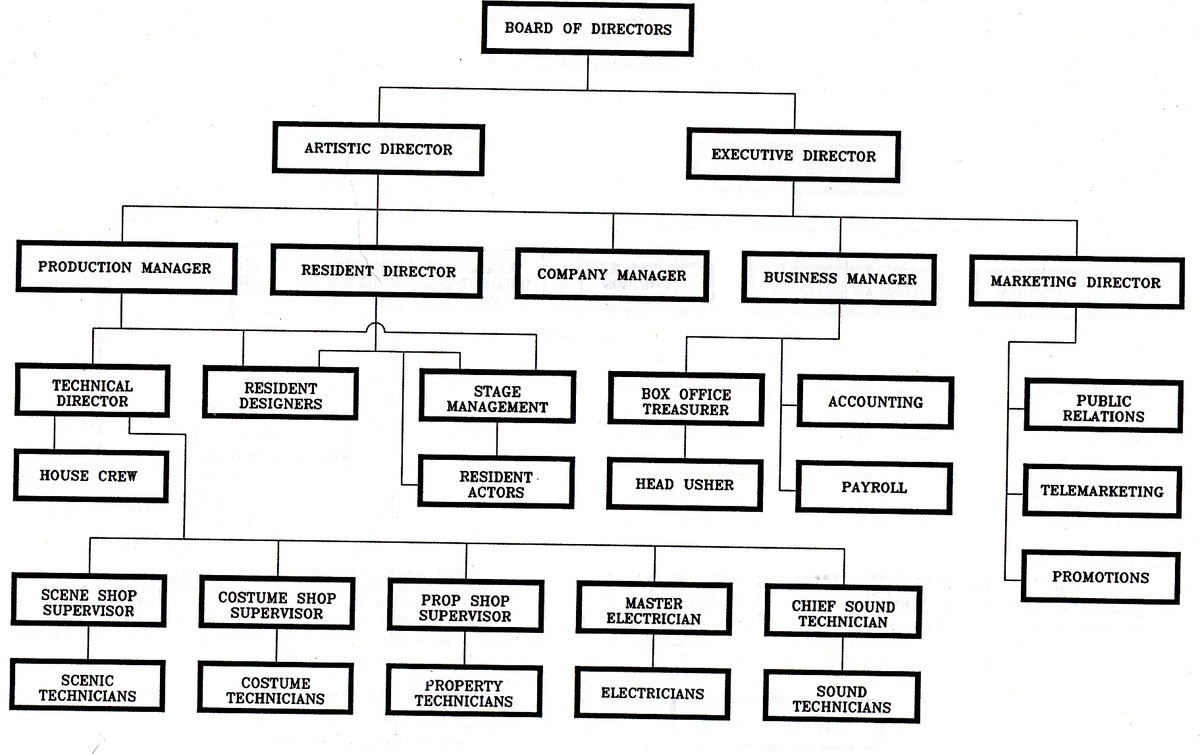 BOARD OF DIRECTORS
ARTISTIC DIRECTOR
EXECUTIVE DIRECTOR
PRODUCTION MANAGER
RESIDENT DIRECTOR
COMPANY MANAGER
BUSINESS MANAGER
MARKETING DIRECTOR
TECHNICAL
DIRECTOR
RESIDENT
DESIGNERS
STAGE
MANAGEMENT
BOX OFFICE
TREASURER
ACCOUNTING
PUBLIC
RELATIONS
HOUSE CREW
RESIDENT
ACTORS
HEAD USHER
PAYROLL
TELEMARKETING
PROMOTIONS
SCENE SHOP
SUPERVISOR
COSTUME SHOP
SUPERVISOR
PROP SHOP
SUPERVISOR
MASTER
ELECTRICIAN
CHIEF SOUND
TECHNICIAN
SCENIC
TECHNICIANS
COSTUME
TECHNICIANS
PROPERTY
TECHNICIANS
ELECTRICIANS
SOUND
TECHNICIANS